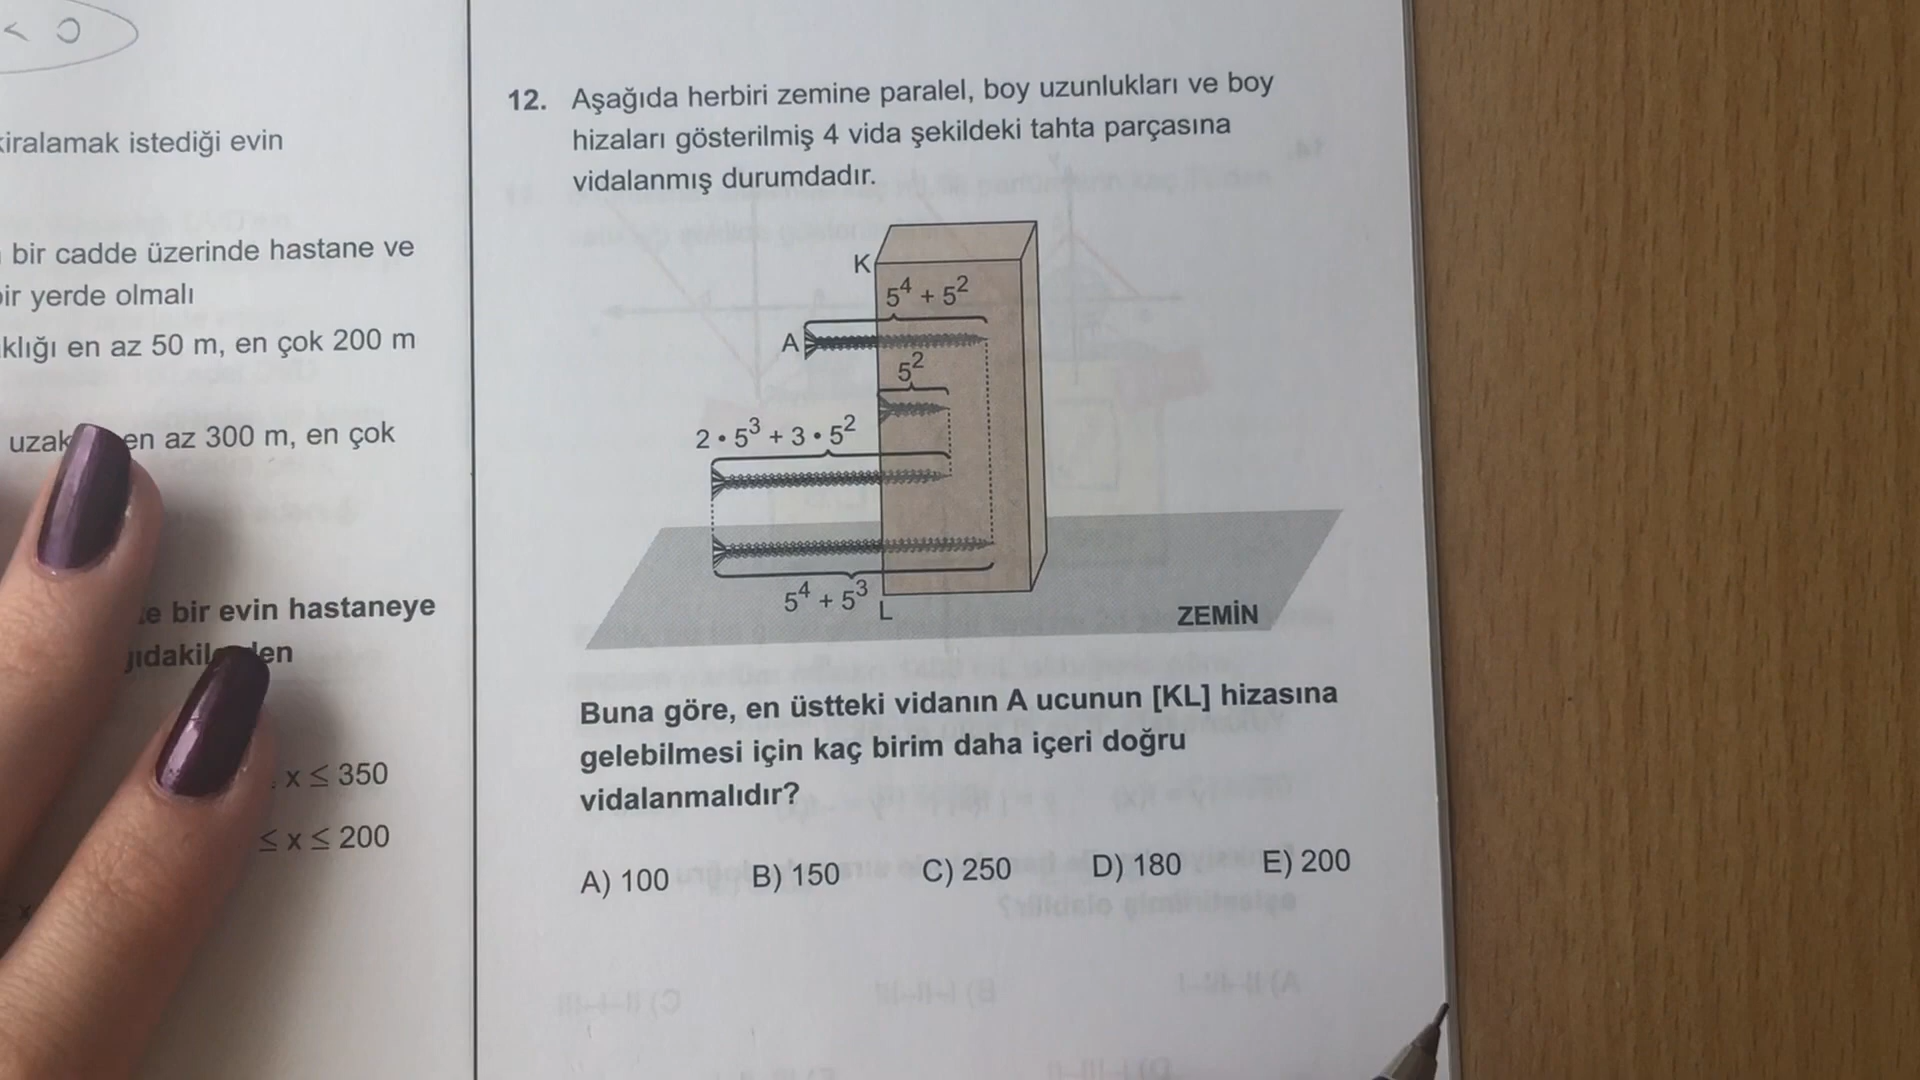 kiralamak istediği evin
bir cadde üzerinde hastane ve
bir yerde olmalı
klığı en az 50 m, en çok 200 m
en az 300 m, en çok
bir evin hastaneye
x ≤ 350
≤ x ≤ 200
12. Aşağıda herbiri zemine paralel, boy uzunlukları ve boy
hizaları gösterilmiş 4 vida şekildeki tahta parçasına
vidalanmış durumdadır.
K
5⁴ + 5²
A
5²
2 • 5³ + 3 • 5²
5⁴ + 5³
L
ZEMİN
Buna göre, en üstteki vidanın A ucunun [KL] hizasına
gelebilmesi için kaç birim daha içeri doğru
vidalanmalıdır?
A) 100 B) 150 C) 250 D) 180 E) 200